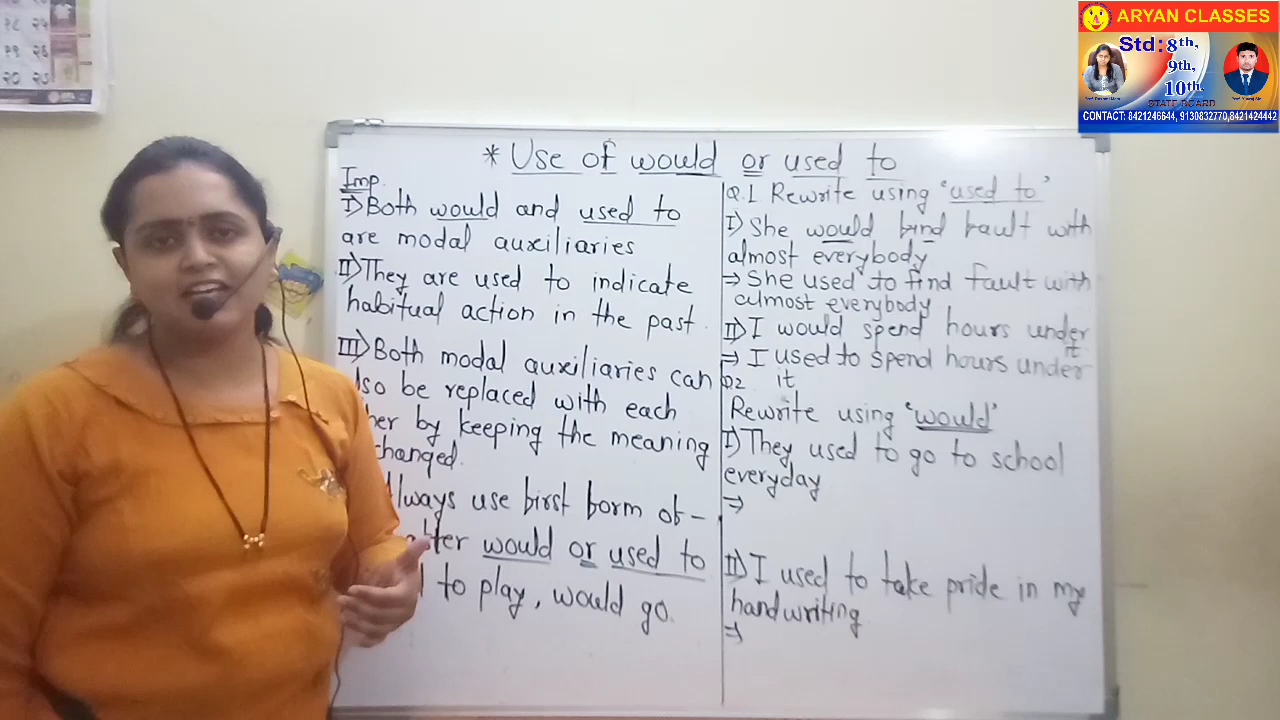 ARYAN CLASSES
Std: 8th,
9th,
10th.
STATE BOARD
CONTACT: 8421246644, 9130832770,8421424442
* Use of would or used to
Imp.
I) Both would and used to
are modal auxiliaries
II) They are used to indicate
habitual action in the past.
III) Both modal auxiliaries can
lso be replaced with each
her by keeping the meaning
changed.
Always use first form of -
after would or used to
to play, would go.
Q.1 Rewrite using 'used to'
I) She would find fault with
almost everybody
→ She used to find fault with
almost everybody
II) I would spend hours under
it
⇒ I used to spend hours under
Q2. it
Rewrite using 'would'
I) They used to go to school
everyday
⇒
II) I used to take pride in my
handwriting.
⇒
१९ २६
२० २७